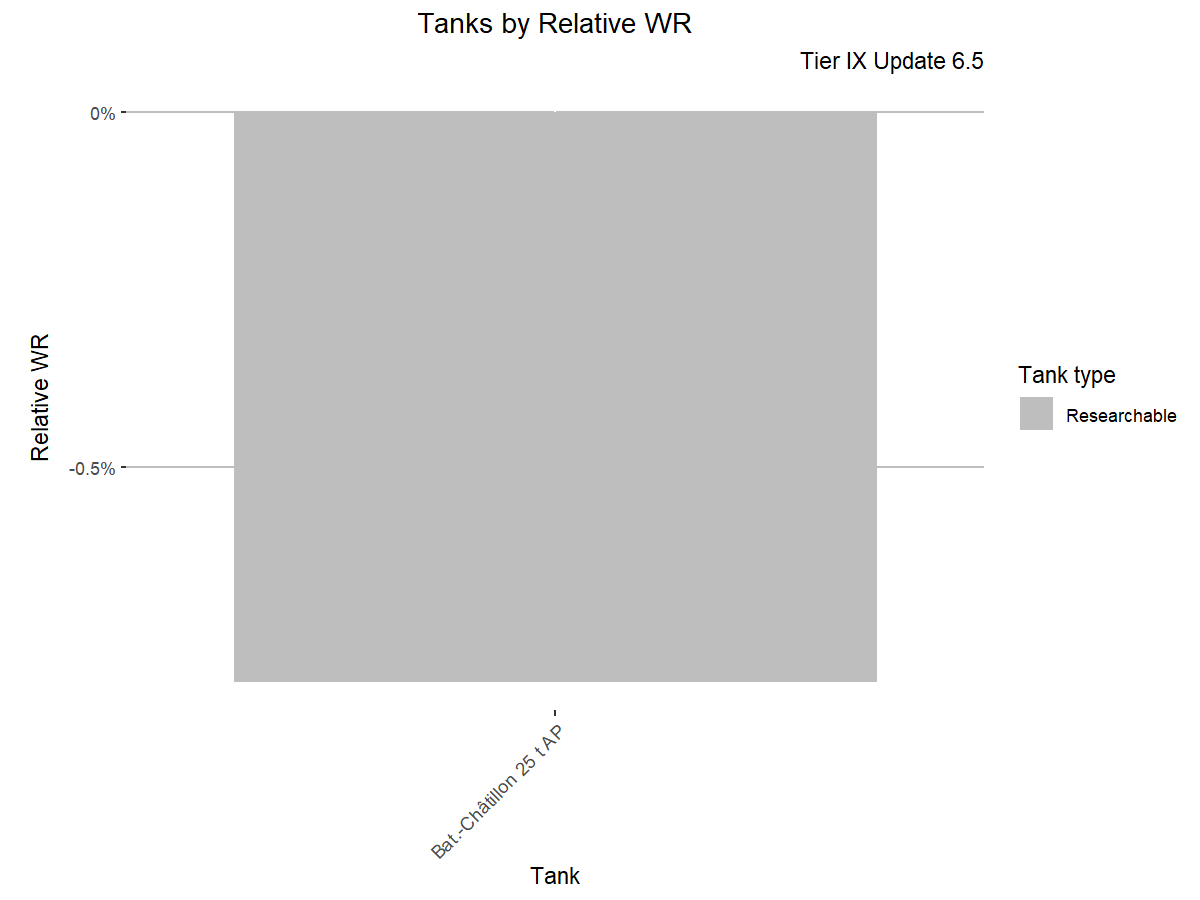 Tanks by Relative WR
Tier IX Update 6.5
0%
-0.5%
Relative WR
Bat.-Châtillon 25 t AP
Tank
Tank type
Researchable